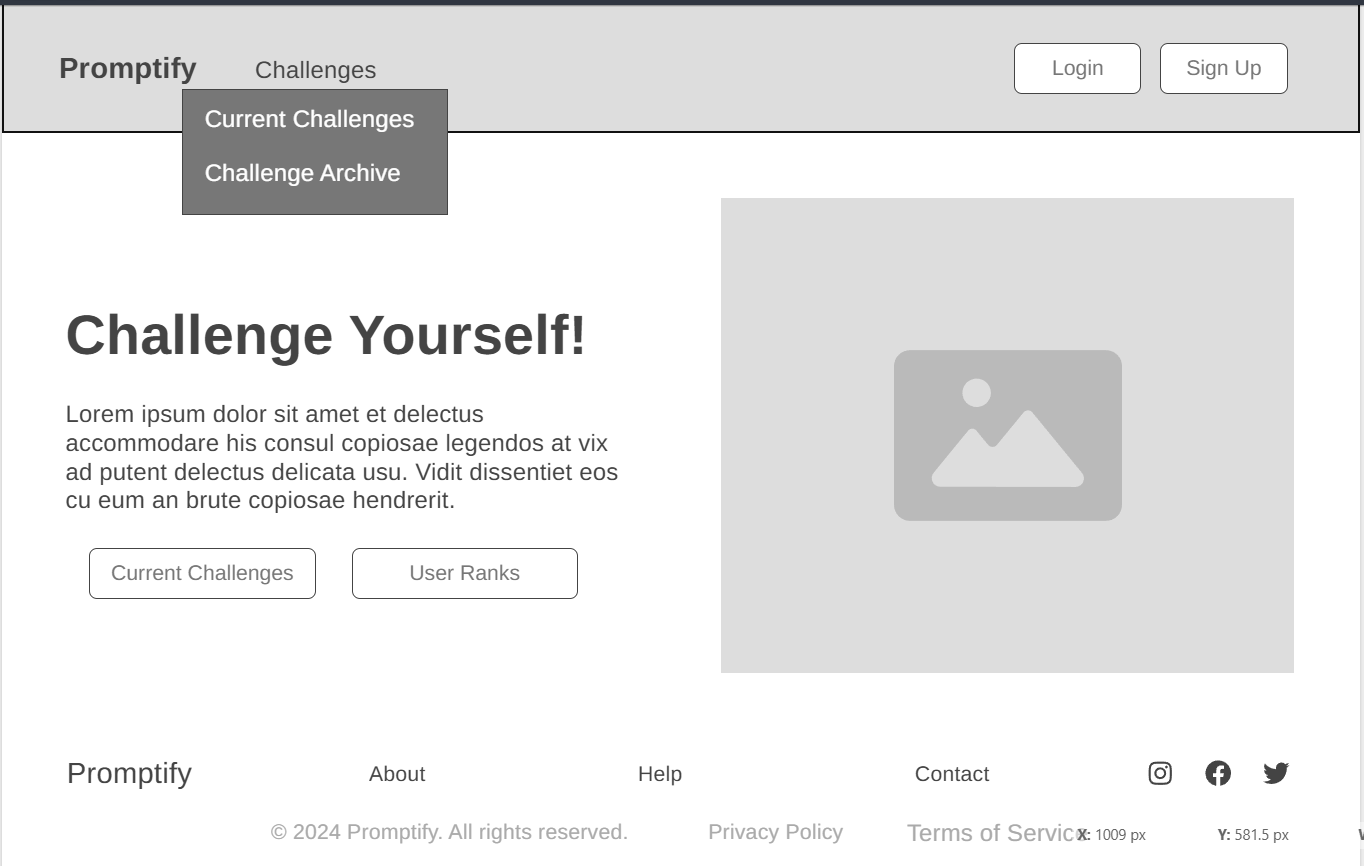 Promptify Challenges Login Sign Up
Current Challenges
Challenge Archive
Challenge Yourself!
Lorem ipsum dolor sit amet et delectus
accommodare his consul copiosae legendos at vix
ad putent delectus delicata usu. Vidit dissentiet eos
cu eum an brute copiosae hendrerit.
Current Challenges User Ranks
Promptify About Help Contact
© 2024 Promptify. All rights reserved. Privacy Policy Terms of Service X: 1009 px Y: 581.5 px